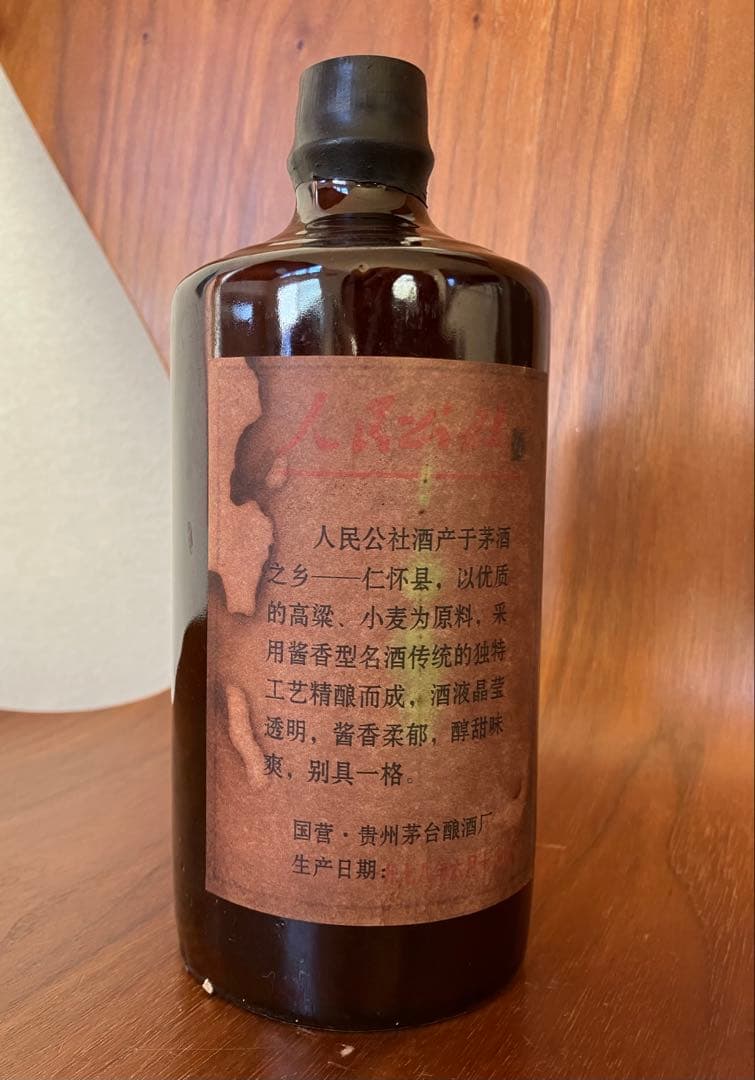 人民公社
人民公社酒产于茅酒
之乡——仁怀县，以优质
的高粱、小麦为原料，采
用酱香型名酒传统的独特
工艺精酿而成，酒液晶莹
透明，酱香柔郁，醇甜味
爽，别具一格。
国营·贵州茅台酿酒厂
生产日期：